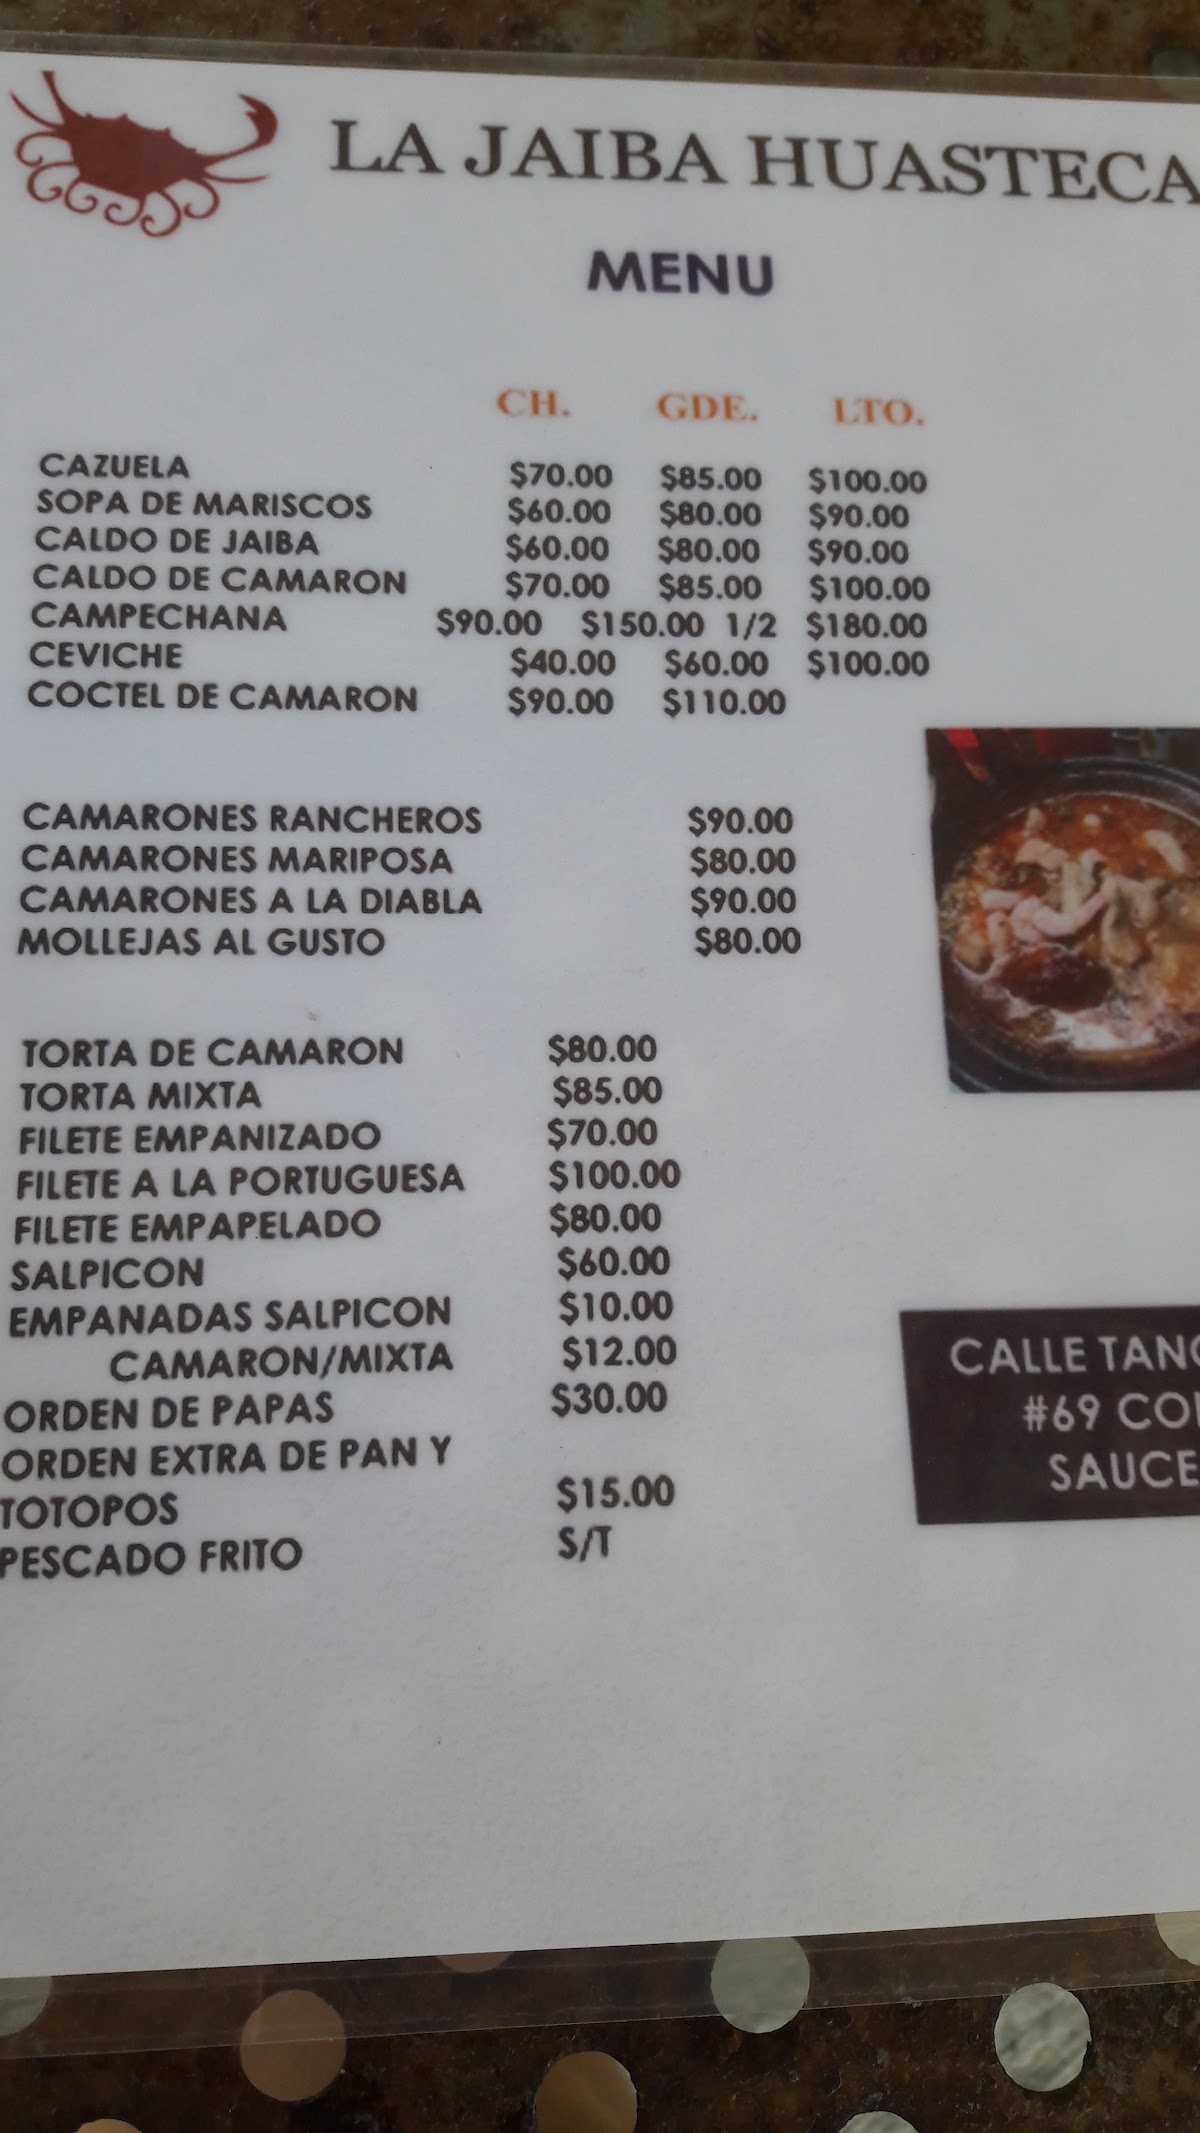 LA JAIBA HUASTECA
MENU
CH. GDE. LTO.
CAZUELA $70.00 $85.00 $100.00
SOPA DE MARISCOS $60.00 $80.00 $90.00
CALDO DE JAIBA $60.00 $80.00 $90.00
CALDO DE CAMARON $70.00 $85.00 $100.00
CAMPECHANA $90.00 $150.00 1/2 $180.00
CEVICHE $40.00 $60.00 $100.00
COCTEL DE CAMARON $90.00 $110.00
CAMARONES RANCHEROS $90.00
CAMARONES MARIPOSA $80.00
CAMARONES A LA DIABLA $90.00
MOLLEJAS AL GUSTO $80.00
TORTA DE CAMARON $80.00
TORTA MIXTA $85.00
FILETE EMPANIZADO $70.00
FILETE A LA PORTUGUESA $100.00
FILETE EMPAPELADO $80.00
SALPICON $60.00
EMPANADAS SALPICON $10.00
CAMARON/MIXTA $12.00
ORDEN DE PAPAS $30.00
ORDEN EXTRA DE PAN Y
TOTOPOS $15.00
PESCADO FRITO S/T
CALLE
#69